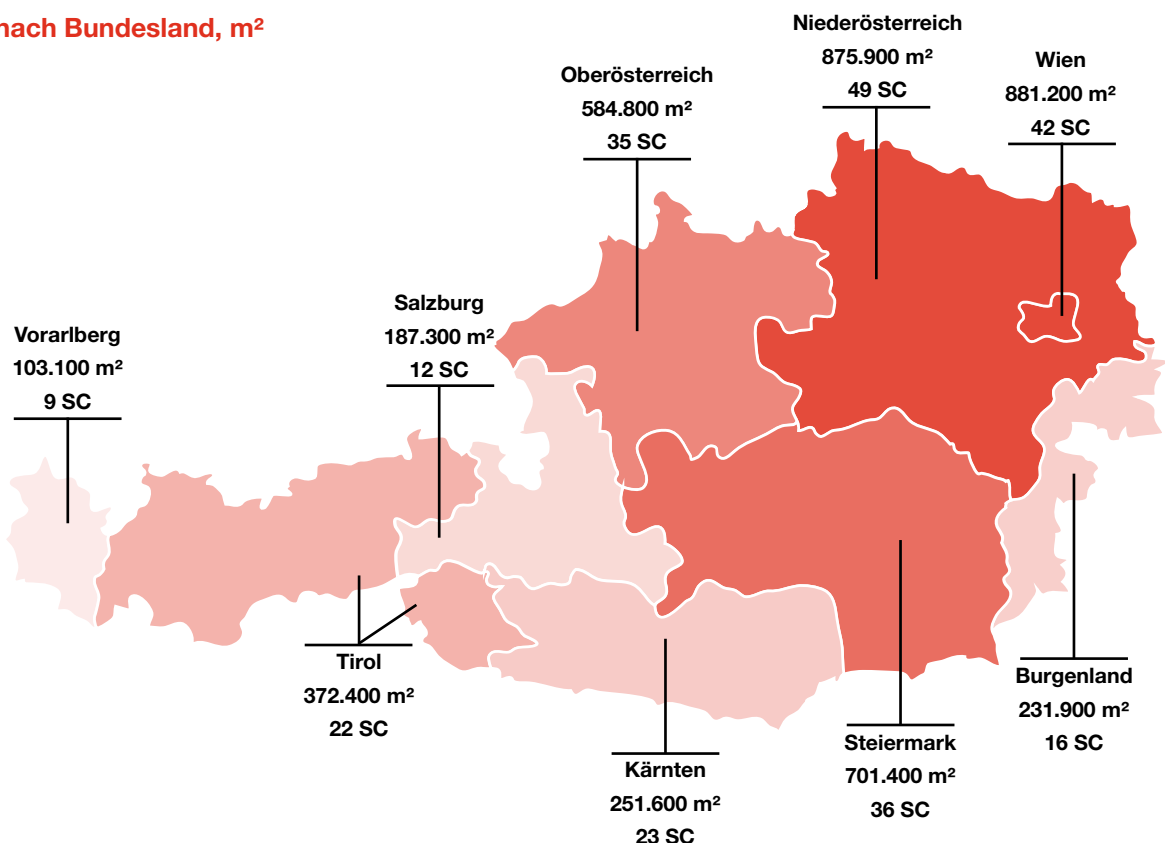 nach Bundesland, m²
Niederösterreich
875.900 m²
49 SC
Wien
881.200 m²
42 SC
Oberösterreich
584.800 m²
35 SC
Salzburg
187.300 m²
12 SC
Vorarlberg
103.100 m²
9 SC
Tirol
372.400 m²
22 SC
Kärnten
251.600 m²
23 SC
Steiermark
701.400 m²
36 SC
Burgenland
231.900 m²
16 SC